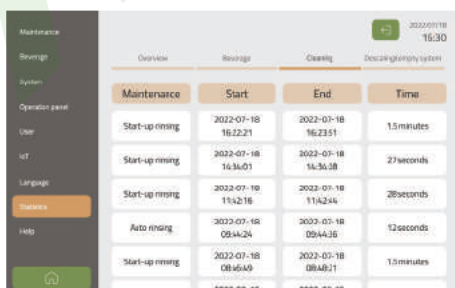 Maintenance
Beverge
System
Operation panel
User
IoT
Language
Statistics
Help
2022/07/18
16:30
Overview
Beverage
Cleaning
Descaling/empty system
Maintenance Start End Time
Start-up rinsing
2022-07-18
16:22:21
2022-07-18
16:23:51
1.5 minutes
Start-up rinsing
2022-07-18
14:34:01
2022-07-18
14:34:28
27 seconds
Start-up rinsing
2022-07-18
11:42:16
2022-07-18
11:42:44
28 seconds
Auto rinsing
2022-07-18
09:44:24
2022-07-18
09:44:36
12 seconds
Start-up rinsing
2022-07-18
08:46:49
2022-07-18
08:48:21
1.5 minutes